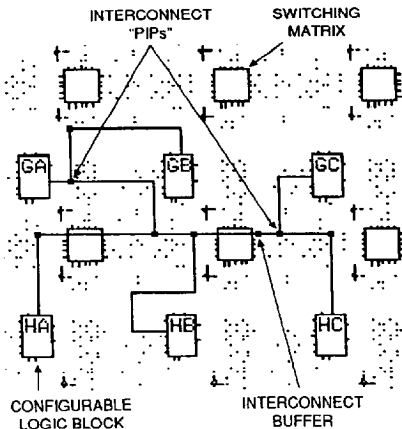 INTERCONNECT
"PIPs"
SWITCHING
MATRIX
GA
GB
GC
HA
HB
HC
CONFIGURABLE
LOGIC BLOCK
INTERCONNECT
BUFFER